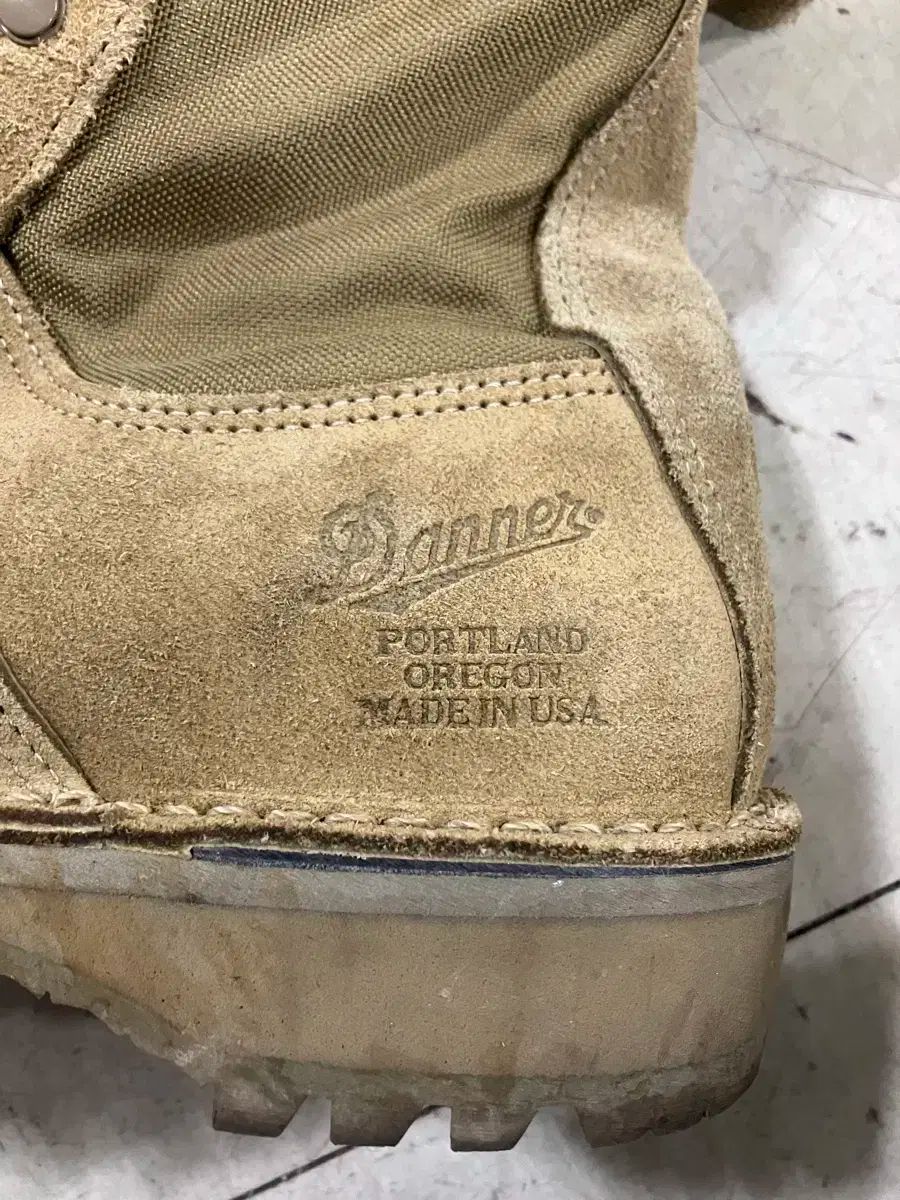 Danner
PORTLAND
OREGON
MADE IN USA